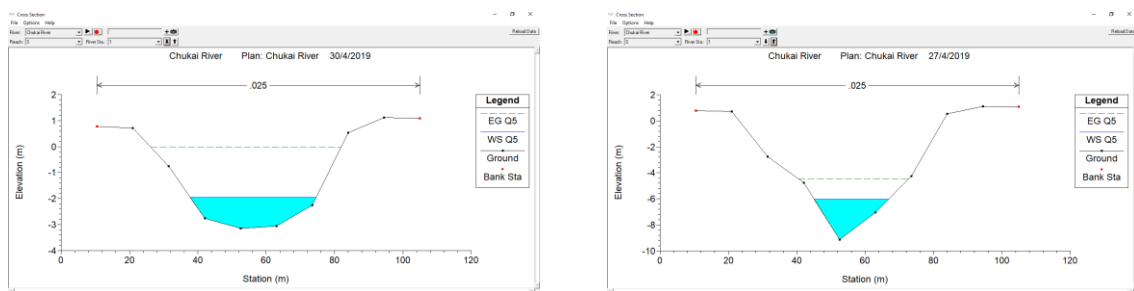 Cross Section
File Options Help
River: Chukai River
Reach: S River Sta.: 1
Reload Data
Chukai River Plan: Chukai River 30/4/2019
.025
Legend
EG Q5
WS Q5
Ground
Bank Sta
Elevation (m)
2
1
0
-1
-2
-3
-4
0 20 40 60 80 100 120
Station (m)
Cross Section
File Options Help
River: Chukai River
Reach: S River Sta.: 1
Reload Data
Chukai River Plan: Chukai River 27/4/2019
.025
Legend
EG Q5
WS Q5
Ground
Bank Sta
Elevation (m)
2
0
-2
-4
-6
-8
-10
0 20 40 60 80 100 120
Station (m)